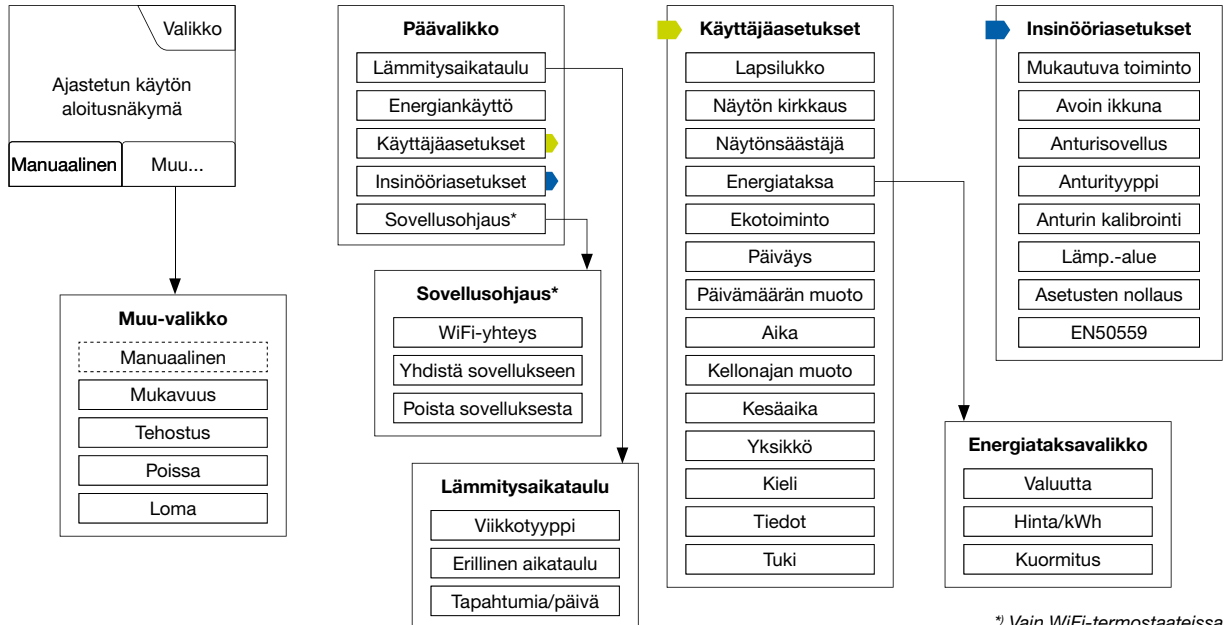 Valikko
Ajastetun käytön
aloitusnäkymä
Manuaalinen
Muu...
Muu-valikko
Manuaalinen
Mukavuus
Tehostus
Poissa
Loma
Päävalikko
Lämmitysaikataulu
Energiankäyttö
Käyttäjäasetukset
Insinööriasetukset
Sovellusohjaus*
Sovellusohjaus*
WiFi-yhteys
Yhdistä sovellukseen
Poista sovelluksesta
Lämmitysaikataulu
Viikkotyyppi
Erillinen aikataulu
Tapahtumia/päivä
Käyttäjäasetukset
Lapsilukko
Näytön kirkkaus
Näytönsäästäjä
Energiataksa
Ekotoiminto
Päiväys
Päivämäärän muoto
Aika
Kellonajan muoto
Kesäaika
Yksikkö
Kieli
Tiedot
Tuki
Insinööriasetukset
Mukautuva toiminto
Avoin ikkuna
Anturisovellus
Anturityyppi
Anturin kalibrointi
Lämp.-alue
Asetusten nollaus
EN50559
Energiataksavalikko
Valuutta
Hinta/kWh
Kuormitus
*) Vain WiFi-termostaateissa